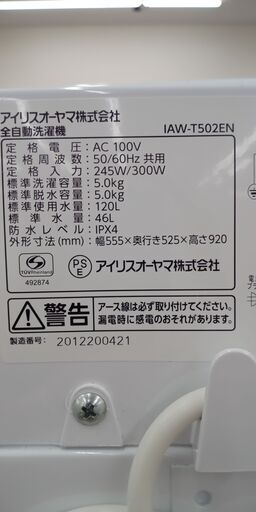 アイリスオーヤマ株式会社
全自動洗濯機 IAW-T502EN
定格電圧：AC 100V
定格周波数：50/60Hz 共用
定格入力：245W/300W
標準洗濯容量：5.0kg
標準脱水容量：5.0kg
標準使用水量：120L
標準水量：46L
防水レベル：IPX4
外形寸法(mm)：幅555×奥行き525×高さ920
S
TÜVRheinland
492874
PS
E
アイリスオーヤマ株式会社
警告
アース線は必ず取り付けてください。
漏電時に感電のおそれがあります。
製造番号： 2012200421